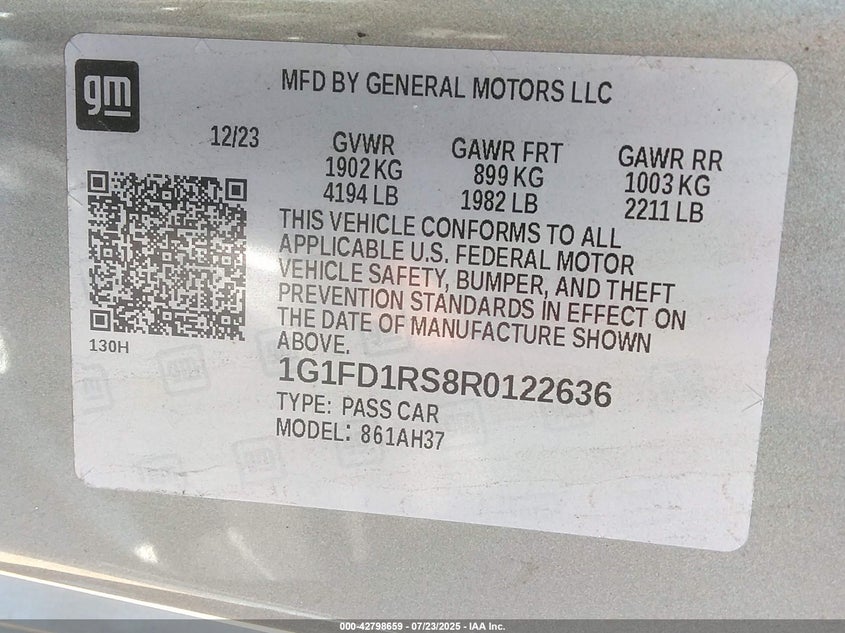 gm
MFD BY GENERAL MOTORS LLC
12/23
GVWR
1902 KG
4194 LB
GAWR FRT
899 KG
1982 LB
GAWR RR
1003 KG
2211 LB
THIS VEHICLE CONFORMS TO ALL
APPLICABLE U.S. FEDERAL MOTOR
VEHICLE SAFETY, BUMPER, AND THEFT
PREVENTION STANDARDS IN EFFECT ON
THE DATE OF MANUFACTURE SHOWN
ABOVE.
130H
1G1FD1RS8R0122636
TYPE: PASS CAR
MODEL: 861AH37
000-42798659 - 07/23/2025 - IAA Inc.